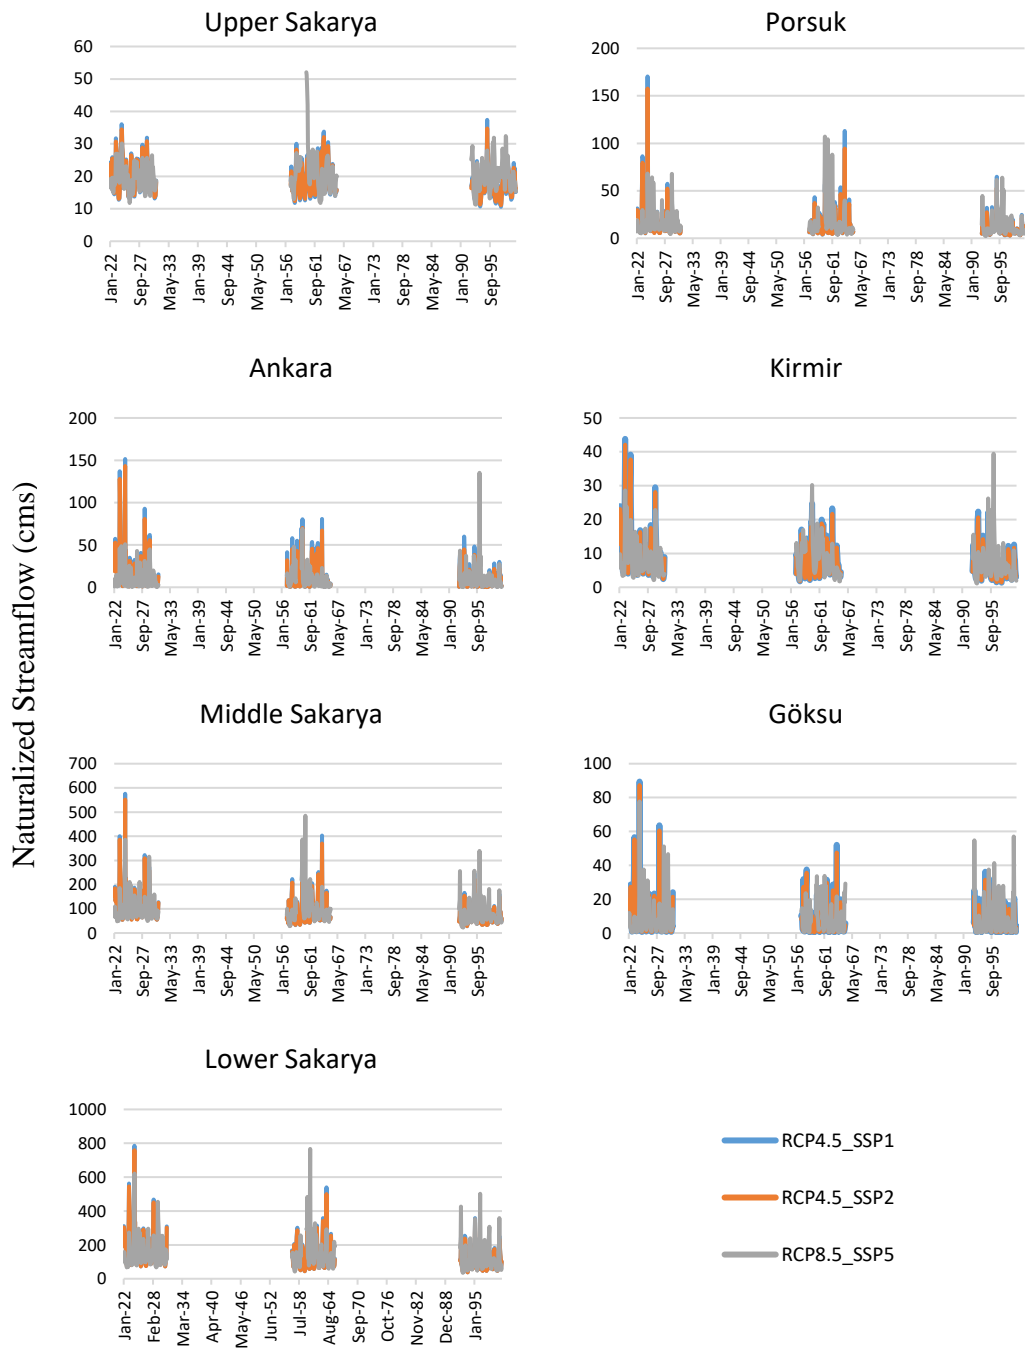 Naturalized Streamflow (cms)
Upper Sakarya
60
50
40
30
20
10
0
Jan-22
Sep-27
May-33
Jan-39
Sep-44
May-50
Jan-56
Sep-61
May-67
Jan-73
Sep-78
May-84
Jan-90
Sep-95
Porsuk
200
150
100
50
0
Jan-22
Sep-27
May-33
Jan-39
Sep-44
May-50
Jan-56
Sep-61
May-67
Jan-73
Sep-78
May-84
Jan-90
Sep-95
Ankara
200
150
100
50
0
Jan-22
Sep-27
May-33
Jan-39
Sep-44
May-50
Jan-56
Sep-61
May-67
Jan-73
Sep-78
May-84
Jan-90
Sep-95
Kirmir
50
40
30
20
10
0
Jan-22
Sep-27
May-33
Jan-39
Sep-44
May-50
Jan-56
Sep-61
May-67
Jan-73
Sep-78
May-84
Jan-90
Sep-95
Middle Sakarya
700
600
500
400
300
200
100
0
Jan-22
Sep-27
May-33
Jan-39
Sep-44
May-50
Jan-56
Sep-61
May-67
Jan-73
Sep-78
May-84
Jan-90
Sep-95
Göksu
100
80
60
40
20
0
Jan-22
Sep-27
May-33
Jan-39
Sep-44
May-50
Jan-56
Sep-61
May-67
Jan-73
Sep-78
May-84
Jan-90
Sep-95
Lower Sakarya
1000
800
600
400
200
0
Jan-22
Feb-28
Mar-34
Apr-40
May-46
Jun-52
Jul-58
Aug-64
Sep-70
Oct-76
Nov-82
Dec-88
Jan-95
RCP4.5_SSP1
RCP4.5_SSP2
RCP8.5_SSP5